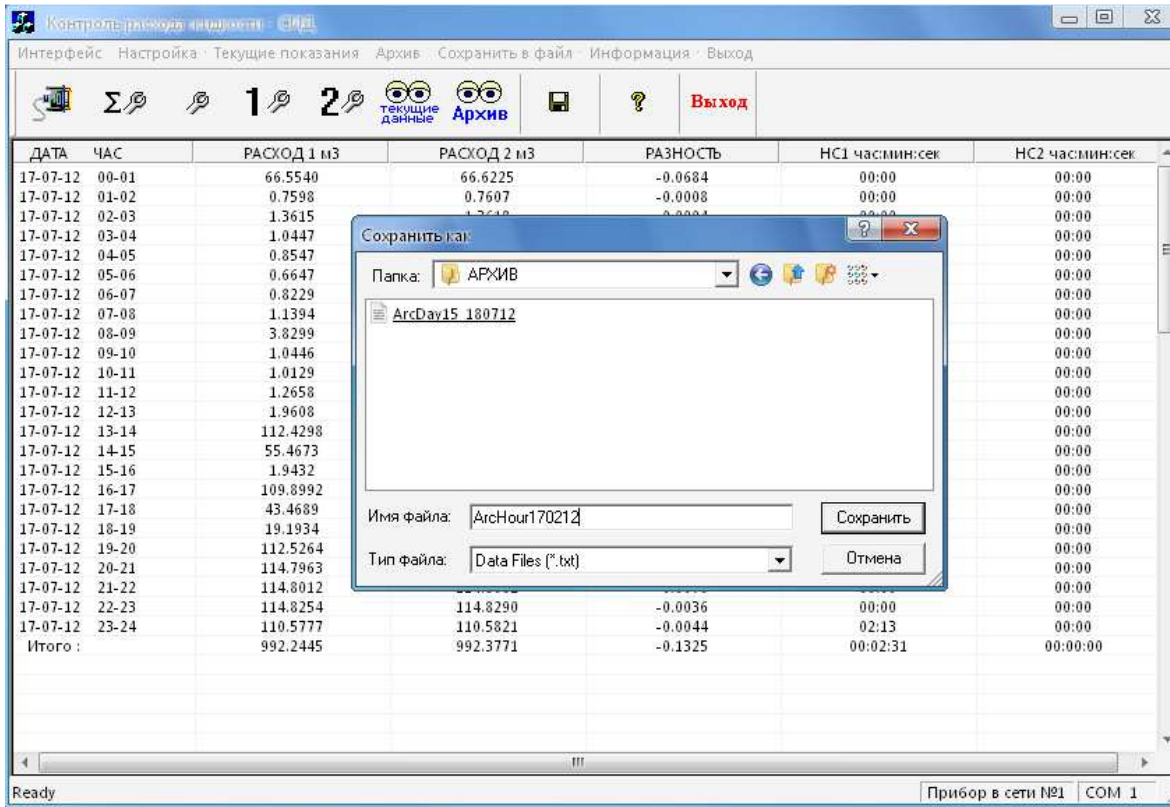 Контроль расхода жидкости - СИД
Интерфейс Настройка Текущие показания Архив Сохранить в файл Информация Выход
Σ 1 2 текущие данные Архив ? Выход
ДАТА ЧАС РАСХОД 1 м3 РАСХОД 2 м3 РАЗНОСТЬ НС1 час:мин:сек НС2 час:мин:сек
17-07-12 00-01 66.5540 66.6225 -0.0684 00:00 00:00
17-07-12 01-02 0.7598 0.7607 -0.0008 00:00 00:00
17-07-12 02-03 1.3615 00:00
17-07-12 03-04 1.0447 00:00
17-07-12 04-05 0.8547 00:00
17-07-12 05-06 0.6647 00:00
17-07-12 06-07 0.8229 00:00
17-07-12 07-08 1.1394 00:00
17-07-12 08-09 3.8299 00:00
17-07-12 09-10 1.0446 00:00
17-07-12 10-11 1.0129 00:00
17-07-12 11-12 1.2658 00:00
17-07-12 12-13 1.9608 00:00
17-07-12 13-14 112.4298 00:00
17-07-12 14-15 55.4673 00:00
17-07-12 15-16 1.9432 00:00
17-07-12 16-17 109.8992 00:00
17-07-12 17-18 43.4689 00:00
17-07-12 18-19 19.1934 00:00
17-07-12 19-20 112.5264 00:00
17-07-12 20-21 114.7963 00:00
17-07-12 21-22 114.8012 00:00
17-07-12 22-23 114.8254 114.8290 -0.0036 00:00 00:00
17-07-12 23-24 110.5777 110.5821 -0.0044 02:13 00:00
Итого : 992.2445 992.3771 -0.1325 00:02:31 00:00:00
Сохранить как
Папка: АРХИВ
ArcDay15_180712
Имя файла: ArcHour170212
Сохранить
Тип файла: Data Files (*.txt)
Отмена
Ready Прибор в сети №1 COM 1